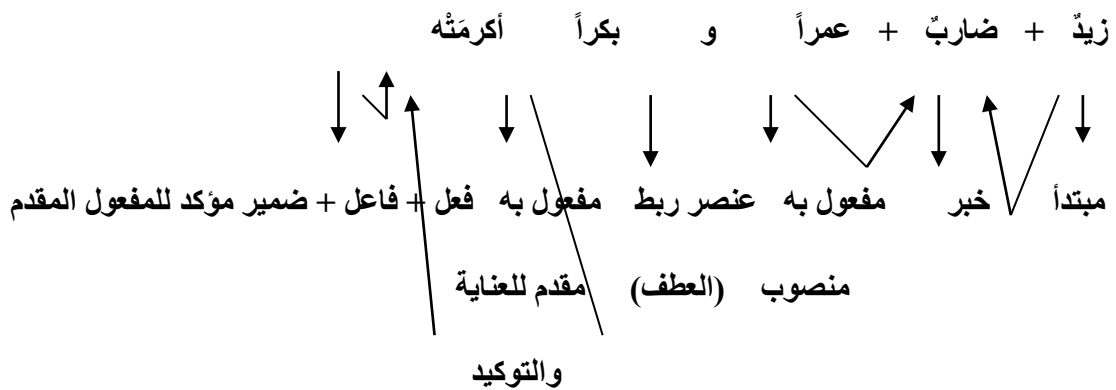 زيدٌ + ضاربٌ + عمراً و بكراً أكرمَتْه
مبتدأ خبر مفعول به عنصر ربط مفعول به فعل + فاعل + ضمير مؤكد للمفعول المقدم
منصوب (العطف) مقدم للعناية
والتوكيد